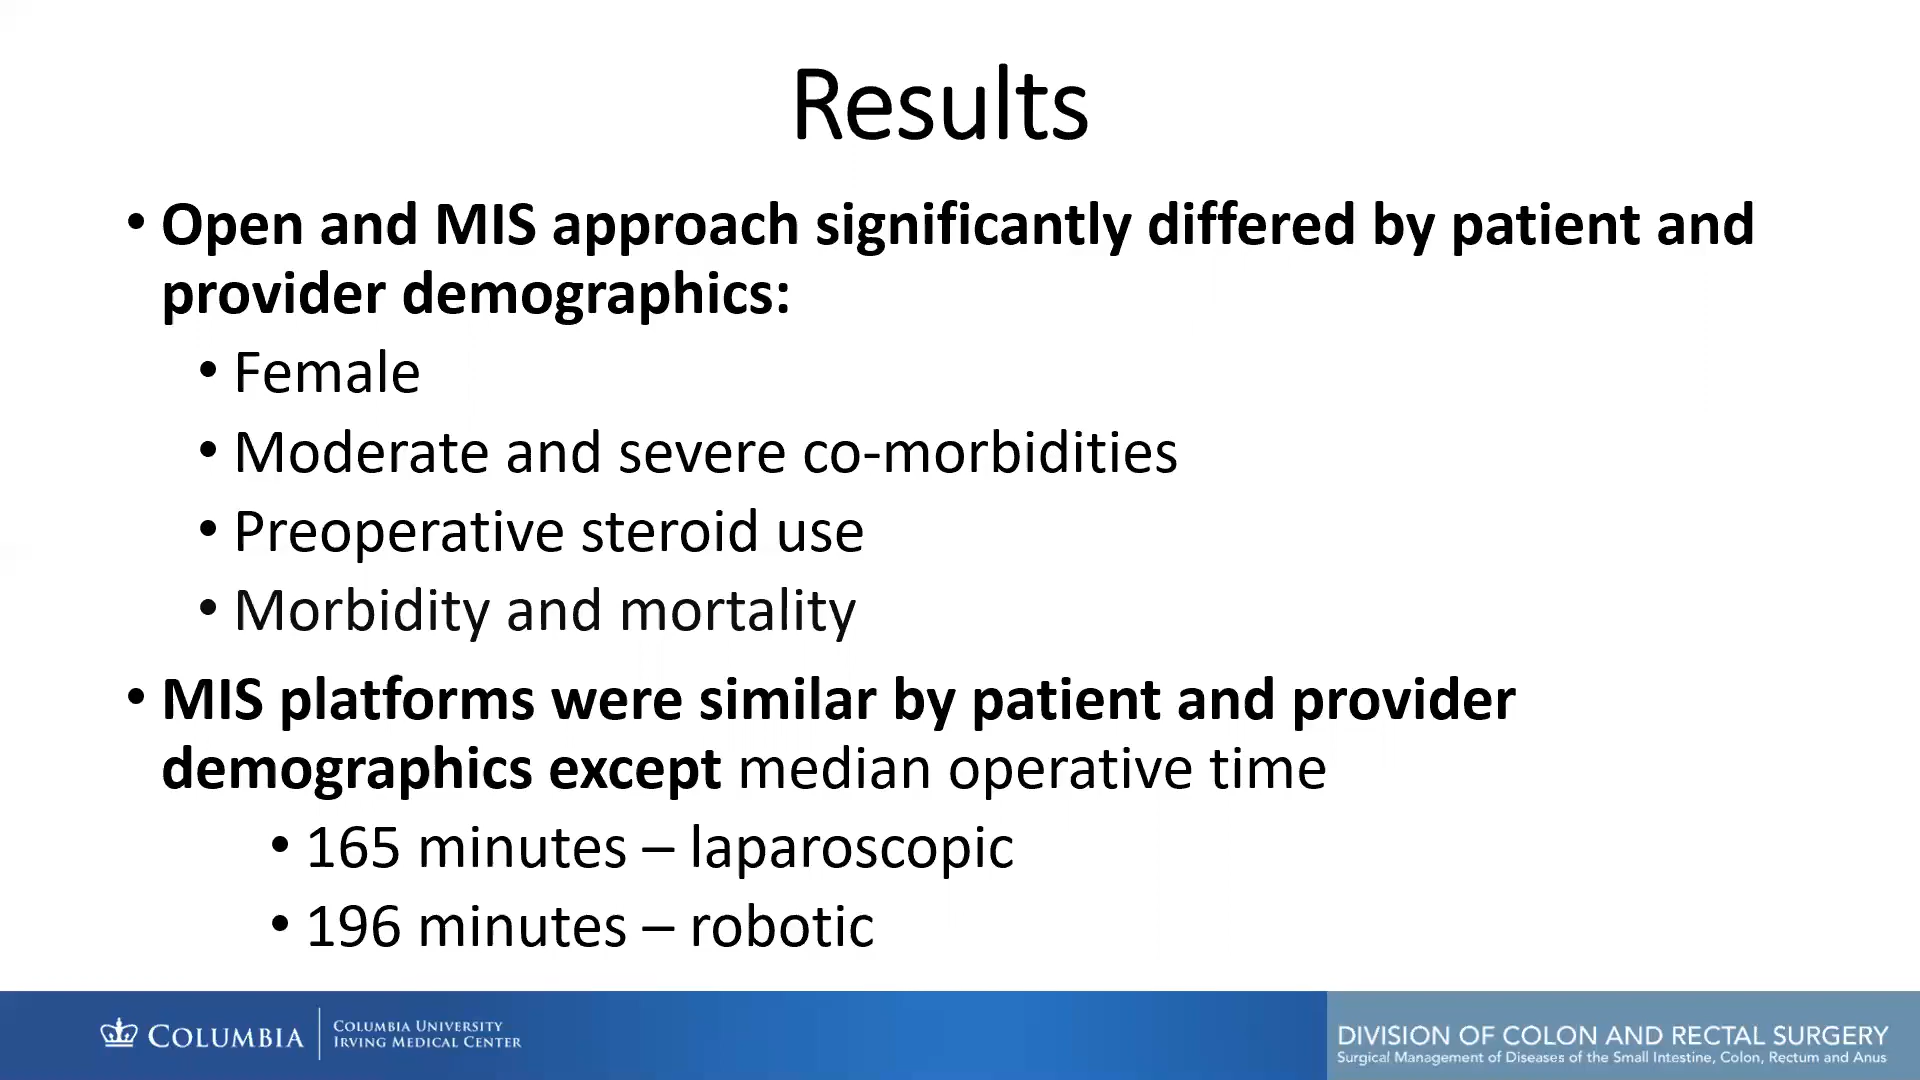 Results
• Open and MIS approach significantly differed by patient and
provider demographics:
• Female
• Moderate and severe co-morbidities
• Preoperative steroid use
• Morbidity and mortality
• MIS platforms were similar by patient and provider
demographics except median operative time
• 165 minutes – laparoscopic
• 196 minutes – robotic
COLUMBIA
COLUMBIA UNIVERSITY
IRVING MEDICAL CENTER
DIVISION OF COLON AND RECTAL SURGERY
Surgical Management of Diseases of the Small Intestine, Colon, Rectum and Anus